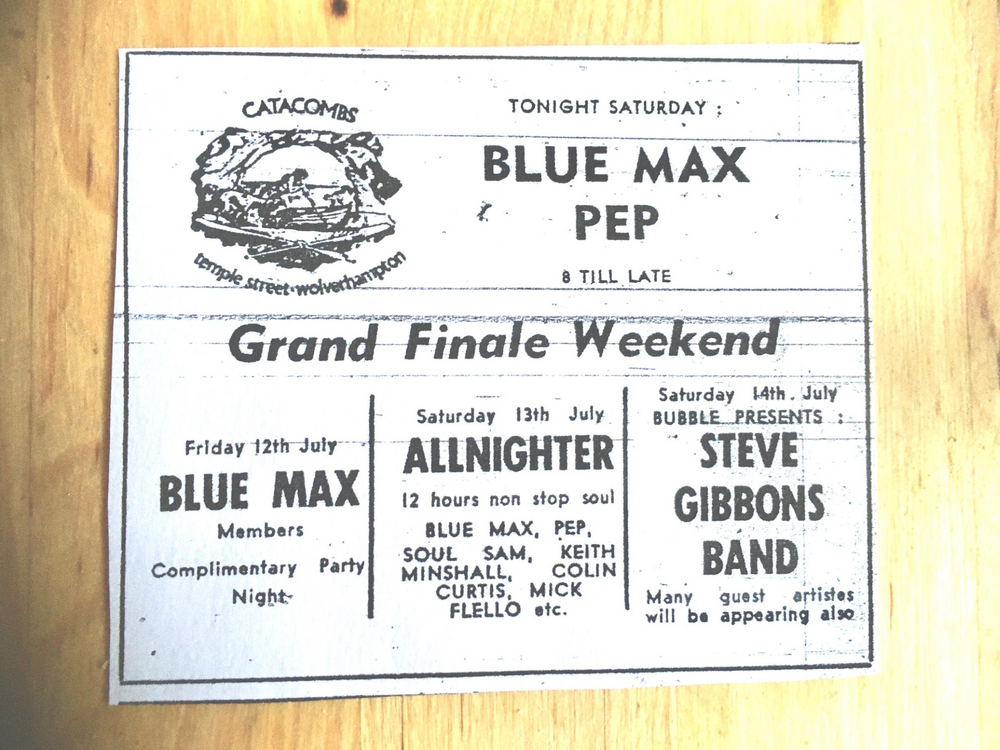 CATACOMBS
temple street·wolverhampton
TONIGHT SATURDAY :
BLUE MAX
PEP
8 TILL LATE
Grand Finale Weekend
Friday 12th July
BLUE MAX
Members
Complimentary Party
Night
Saturday 13th July
ALLNIGHTER
12 hours non stop soul
BLUE MAX, PEP,
SOUL SAM, KEITH
MINSHALL, COLIN
CURTIS, MICK
FLELLO etc.
Saturday 14th. July
BUBBLE PRESENTS :
STEVE
GIBBONS
BAND
Many guest artistes
will be appearing also